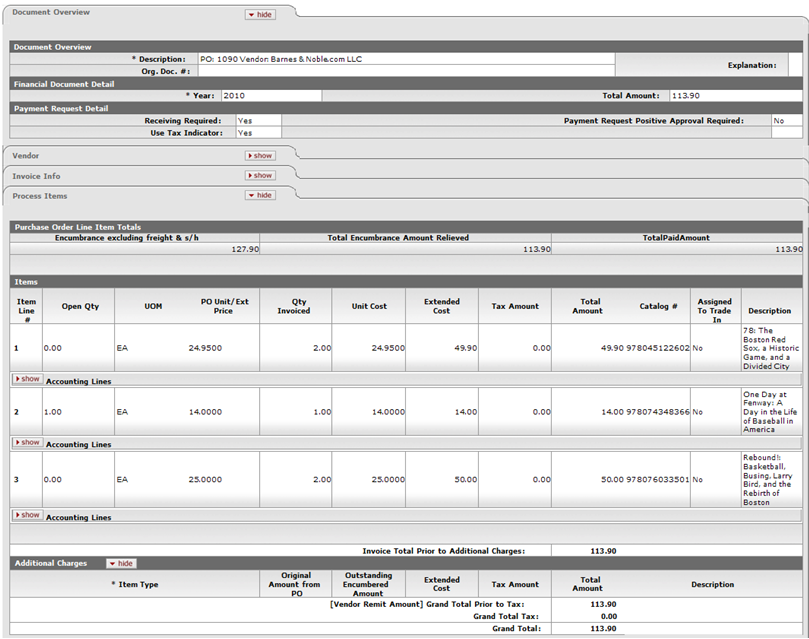 Document Overview hide
Document Overview
* Description: PO: 1090 Vendor: Barnes & Noble.com LLC
Explanation:
Org. Doc. #:
Financial Document Detail
* Year: 2010 Total Amount: 113.90
Payment Request Detail
Receiving Required: Yes Payment Request Positive Approval Required: No
Use Tax Indicator: Yes
Vendor show
Invoice Info show
Process Items hide
Purchase Order Line Item Totals
Encumbrance excluding freight & s/h Total Encumbrance Amount Relieved TotalPaidAmount
127.90 113.90 113.90
Items
Item Line # Open Qty UOM PO Unit/Ext Price Qty Invoiced Unit Cost Extended Cost Tax Amount Total Amount Catalog # Assigned To Trade In Description
1 0.00 EA 24.9500 2.00 24.9500 49.90 0.00 49.90 978045122602 No 78: The Boston Red Sox, a Historic Game, and a Divided City
show Accounting Lines
2 1.00 EA 14.0000 1.00 14.0000 14.00 0.00 14.00 978074348366 No One Day at Fenway: A Day in the Life of Baseball in America
show Accounting Lines
3 0.00 EA 25.0000 2.00 25.0000 50.00 0.00 50.00 978076033501 No Rebound!: Basketball, Busing, Larry Bird, and the Rebirth of Boston
show Accounting Lines
Invoice Total Prior to Additional Charges: 113.90
Additional Charges hide
* Item Type Original Amount from PO Outstanding Encumbered Amount Extended Cost Tax Amount Total Amount Description
[Vendor Remit Amount] Grand Total Prior to Tax: 113.90
Grand Total Tax: 0.00
Grand Total: 113.90